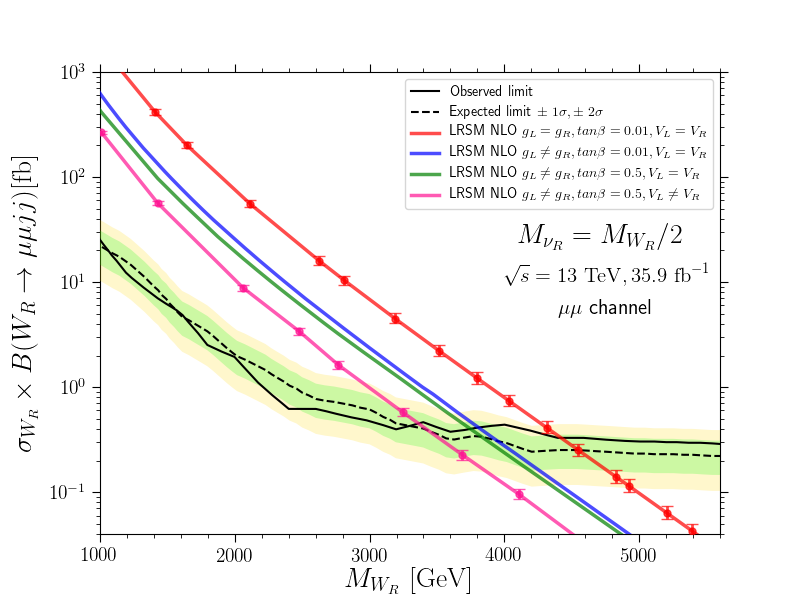 Observed limit
Expected limit ± 1σ, ± 2σ
LRSM NLO g_L = g_R, tanβ = 0.01, V_L = V_R
LRSM NLO g_L ≠ g_R, tanβ = 0.01, V_L = V_R
LRSM NLO g_L ≠ g_R, tanβ = 0.5, V_L = V_R
LRSM NLO g_L ≠ g_R, tanβ = 0.5, V_L ≠ V_R
M_{ν_R} = M_{W_R}/2
√s = 13 TeV, 35.9 fb⁻¹
μμ channel
σ_{W_R} × B(W_R → μμjj)[fb]
10³
10²
10¹
10⁰
10⁻¹
1000 2000 3000 4000 5000
M_{W_R} [GeV]